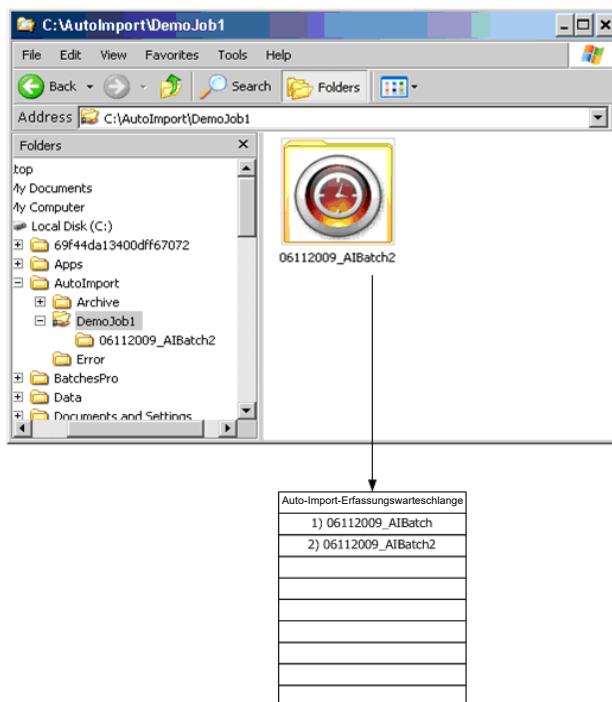 C:\AutoImport\DemoJob1
File Edit View Favorites Tools Help
Back Search Folders
Address C:\AutoImport\DemoJob1
Folders
top
My Documents
My Computer
Local Disk (C:)
69f44da13400dff67072
Apps
AutoImport
Archive
DemoJob1
06112009_AIBatch2
Error
BatchesPro
Data
Documents and Settings
06112009_AIBatch2
Auto-Import-Erfassungswarteschlange
1) 06112009_AIBatch
2) 06112009_AIBatch2